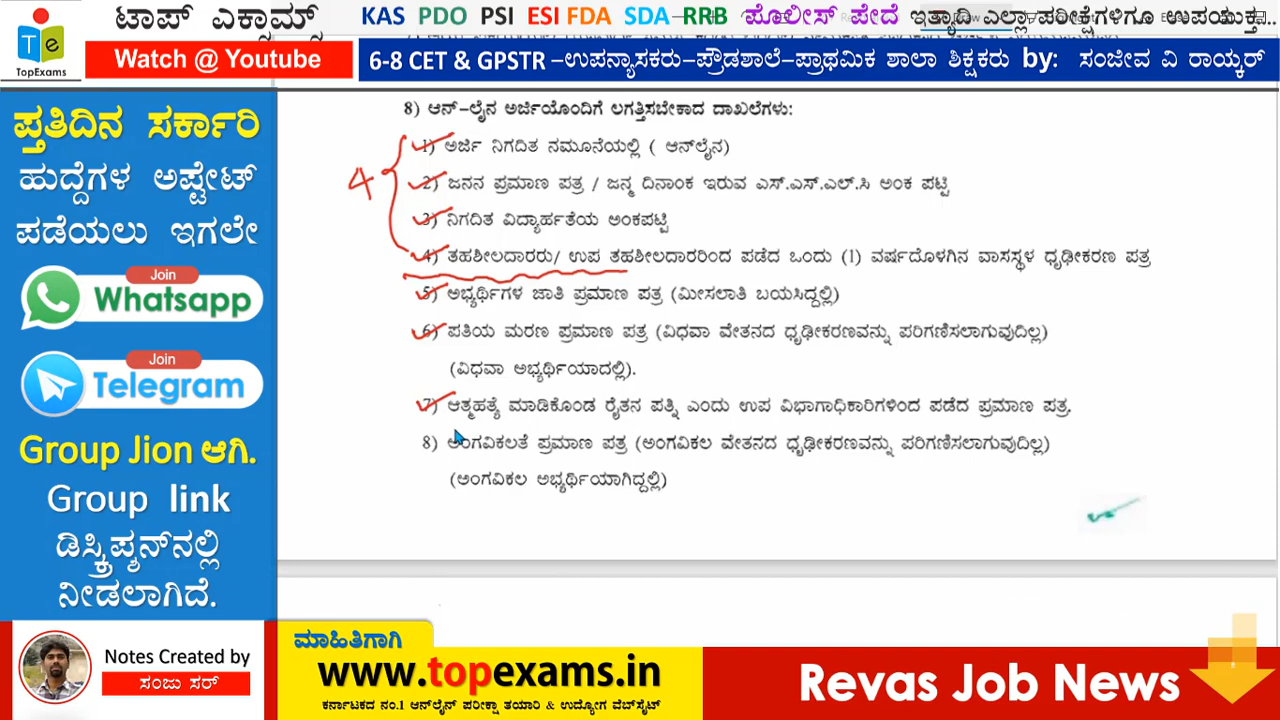 ಟಾಪ್ ಎಕ್ಸಾಮ್ಸ್
KAS PDO PSI ESI FDA SDA–RRB ಪೊಲೀಸ್ ಪೇದೆ ಇತ್ಯಾದಿ ಎಲ್ಲಾ ಪರೀಕ್ಷೆಗಳಿಗೂ ಉಪಯುಕ್ತ...
Te
TopExams
Watch @ Youtube
6-8 CET & GPSTR –ಉಪನ್ಯಾಸಕರು–ಪ್ರೌಡಶಾಲೆ–ಪ್ರಾಥಮಿಕ ಶಾಲಾ ಶಿಕ್ಷಕರು by: ಸಂಜೀವ ವಿ ರಾಯ್ಕರ್
ಪ್ರತಿದಿನ ಸರ್ಕಾರಿ
ಹುದ್ದೆಗಳ ಅಪ್ಡೇಟ್
ಪಡೆಯಲು ಇಗಲೇ
Join
Whatsapp
Join
Telegram
Group Jion ಆಗಿ.
Group link
ಡಿಸ್ಕ್ರಿಪ್ಶನ್‌ನಲ್ಲಿ
ನೀಡಲಾಗಿದೆ.
8) ಆನ್–ಲೈನ ಅರ್ಜಿಯೊಂದಿಗೆ ಲಗತ್ತಿಸಬೇಕಾದ ದಾಖಲೆಗಳು:
4
1) ಅರ್ಜಿ ನಿಗದಿತ ನಮೂನೆಯಲ್ಲಿ ( ಆನ್‌ಲೈನ)
2) ಜನನ ಪ್ರಮಾಣ ಪತ್ರ / ಜನ್ಮ ದಿನಾಂಕ ಇರುವ ಎಸ್.ಎಸ್.ಎಲ್.ಸಿ ಅಂಕ ಪಟ್ಟಿ
3) ನಿಗದಿತ ವಿದ್ಯಾರ್ಹತೆಯ ಅಂಕಪಟ್ಟಿ
4) ತಹಶೀಲದಾರರು/ ಉಪ ತಹಶೀಲದಾರರಿಂದ ಪಡೆದ ಒಂದು (1) ವರ್ಷದೊಳಗಿನ ವಾಸಸ್ಥಳ ಧೃಢೀಕರಣ ಪತ್ರ
5) ಅಭ್ಯರ್ಥಿಗಳ ಜಾತಿ ಪ್ರಮಾಣ ಪತ್ರ (ಮೀಸಲಾತಿ ಬಯಸಿದ್ದಲ್ಲಿ)
6) ಪತಿಯ ಮರಣ ಪ್ರಮಾಣ ಪತ್ರ (ವಿಧವಾ ವೇತನದ ಧೃಢೀಕರಣವನ್ನು ಪರಿಗಣಿಸಲಾಗುವುದಿಲ್ಲ)
(ವಿಧವಾ ಅಭ್ಯರ್ಥಿಯಾದಲ್ಲಿ).
7) ಆತ್ಮಹತ್ಯೆ ಮಾಡಿಕೊಂಡ ರೈತನ ಪತ್ನಿ ಎಂದು ಉಪ ವಿಭಾಗಾಧಿಕಾರಿಗಳಿಂದ ಪಡೆದ ಪ್ರಮಾಣ ಪತ್ರ.
8) ಅಂಗವಿಕಲತೆ ಪ್ರಮಾಣ ಪತ್ರ (ಅಂಗವಿಕಲ ವೇತನದ ಧೃಢೀಕರಣವನ್ನು ಪರಿಗಣಿಸಲಾಗುವುದಿಲ್ಲ)
(ಅಂಗವಿಕಲ ಅಭ್ಯರ್ಥಿಯಾಗಿದ್ದಲ್ಲಿ)
Notes Created by
ಸಂಜು ಸರ್
ಮಾಹಿತಿಗಾಗಿ
www.topexams.in
ಕರ್ನಾಟಕದ ನಂ.1 ಆನ್‌ಲೈನ್ ಪರೀಕ್ಷಾ ತಯಾರಿ & ಉದ್ಯೋಗ ವೆಬ್‌ಸೈಟ್
Revas Job News